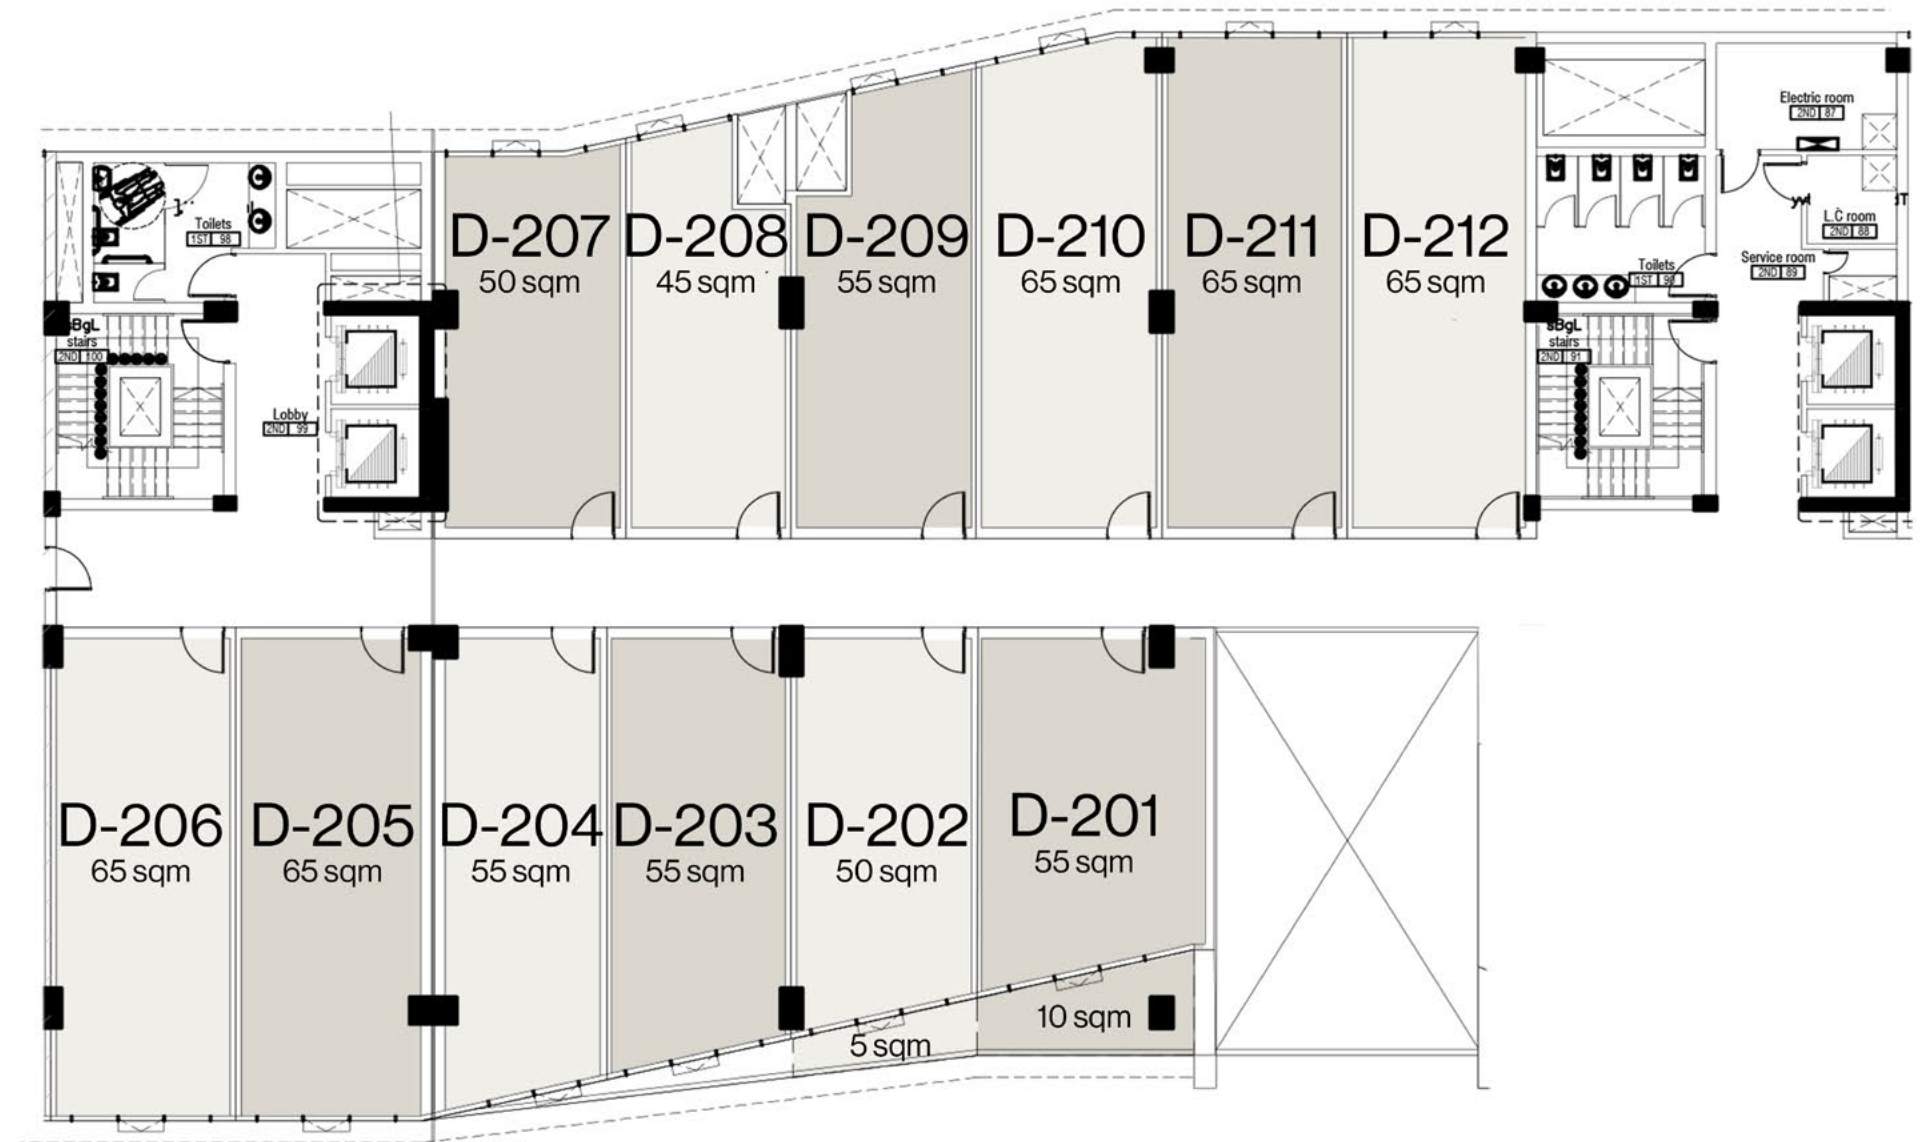 Electric room
2ND 87
Toilets
1ST 98
L.C room
2ND 88
D-207
50 sqm
D-208
45 sqm
D-209
55 sqm
D-210
65 sqm
D-211
65 sqm
D-212
65 sqm
Service room
2ND 89
Toilets
1ST 90
sBgL
stairs
2ND 100
sBgL
stairs
2ND 91
Lobby
2ND 99
D-206
65 sqm
D-205
65 sqm
D-204
55 sqm
D-203
55 sqm
D-202
50 sqm
D-201
55 sqm
10 sqm
5 sqm